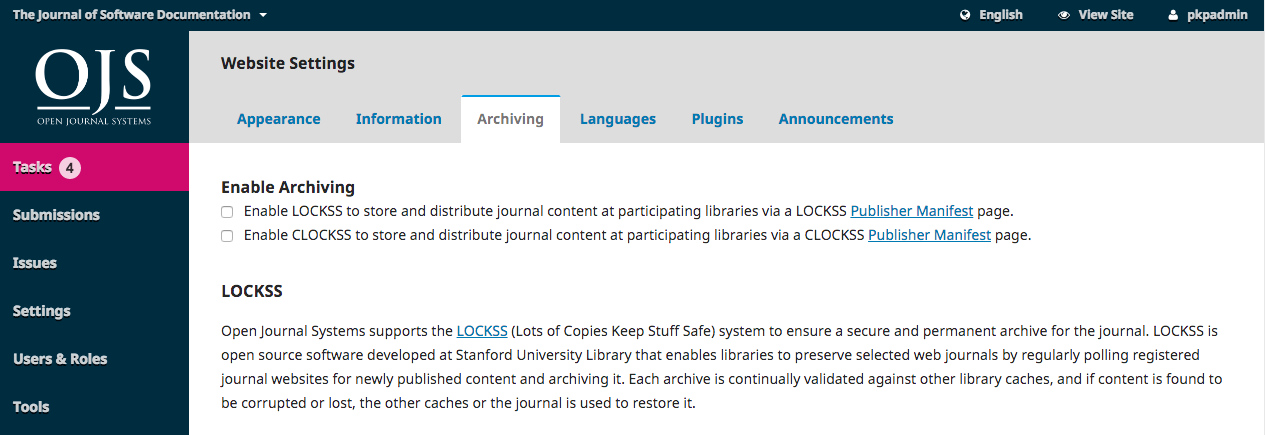 The Journal of Software Documentation
English
View Site
pkpadmin
OJS
OPEN JOURNAL SYSTEMS
Tasks 4
Submissions
Issues
Settings
Users & Roles
Tools
Website Settings
Appearance Information Archiving Languages Plugins Announcements
Enable Archiving
Enable LOCKSS to store and distribute journal content at participating libraries via a LOCKSS Publisher Manifest page.
Enable CLOCKSS to store and distribute journal content at participating libraries via a CLOCKSS Publisher Manifest page.
LOCKSS
Open Journal Systems supports the LOCKSS (Lots of Copies Keep Stuff Safe) system to ensure a secure and permanent archive for the journal. LOCKSS is
open source software developed at Stanford University Library that enables libraries to preserve selected web journals by regularly polling registered
journal websites for newly published content and archiving it. Each archive is continually validated against other library caches, and if content is found to
be corrupted or lost, the other caches or the journal is used to restore it.